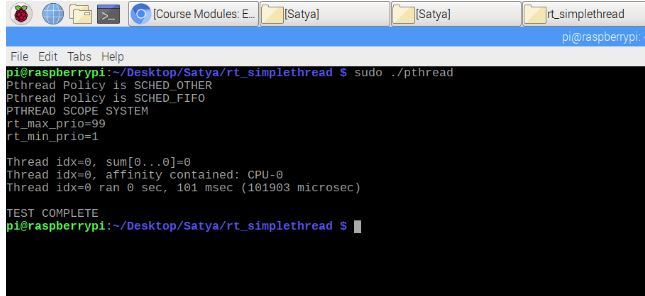 [Course Modules: E...
[Satya]
[Satya]
rt_simplethread
pi@raspberrypi: ~
File Edit Tabs Help
pi@raspberrypi:~/Desktop/Satya/rt_simplethread $ sudo ./pthread
Pthread Policy is SCHED_OTHER
Pthread Policy is SCHED_FIFO
PTHREAD SCOPE SYSTEM
rt_max_prio=99
rt_min_prio=1
Thread idx=0, sum[0...0]=0
Thread idx=0, affinity contained: CPU-0
Thread idx=0 ran 0 sec, 101 msec (101903 microsec)
TEST COMPLETE
pi@raspberrypi:~/Desktop/Satya/rt_simplethread $